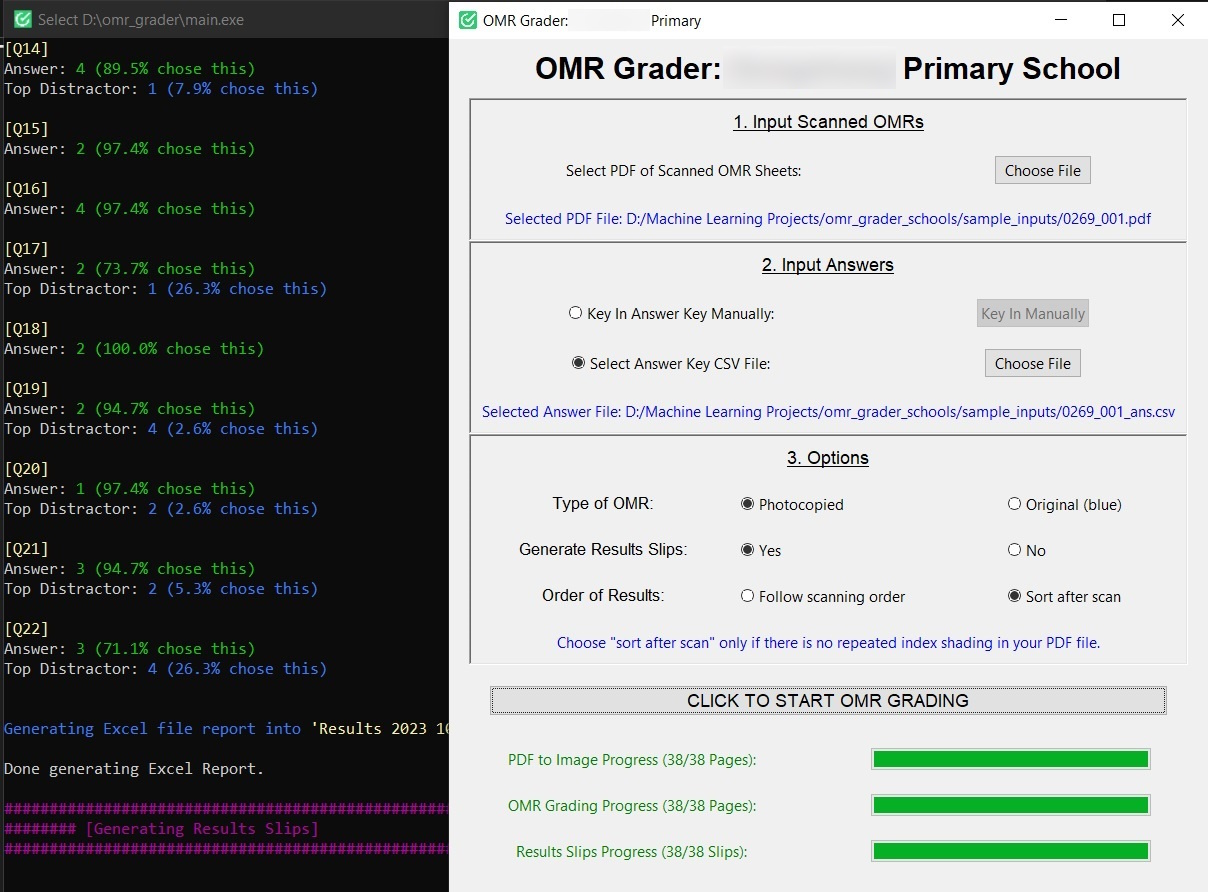 Select D:\omr_grader\main.exe
[Q14]
Answer: 4 (89.5% chose this)
Top Distractor: 1 (7.9% chose this)
[Q15]
Answer: 2 (97.4% chose this)
[Q16]
Answer: 4 (97.4% chose this)
[Q17]
Answer: 2 (73.7% chose this)
Top Distractor: 1 (26.3% chose this)
[Q18]
Answer: 2 (100.0% chose this)
[Q19]
Answer: 2 (94.7% chose this)
Top Distractor: 4 (2.6% chose this)
[Q20]
Answer: 1 (97.4% chose this)
Top Distractor: 2 (2.6% chose this)
[Q21]
Answer: 3 (94.7% chose this)
Top Distractor: 2 (5.3% chose this)
[Q22]
Answer: 3 (71.1% chose this)
Top Distractor: 4 (26.3% chose this)
Generating Excel file report into 'Results 2023 10
Done generating Excel Report.
##################################################
######## [Generating Results Slips]
##################################################
OMR Grader: Primary
OMR Grader: Primary School
1. Input Scanned OMRs
Select PDF of Scanned OMR Sheets: Choose File
Selected PDF File: D:/Machine Learning Projects/omr_grader_schools/sample_inputs/0269_001.pdf
2. Input Answers
Key In Answer Key Manually: Key In Manually
Select Answer Key CSV File: Choose File
Selected Answer File: D:/Machine Learning Projects/omr_grader_schools/sample_inputs/0269_001_ans.csv
3. Options
Type of OMR: Photocopied Original (blue)
Generate Results Slips: Yes No
Order of Results: Follow scanning order Sort after scan
Choose "sort after scan" only if there is no repeated index shading in your PDF file.
CLICK TO START OMR GRADING
PDF to Image Progress (38/38 Pages):
OMR Grading Progress (38/38 Pages):
Results Slips Progress (38/38 Slips):